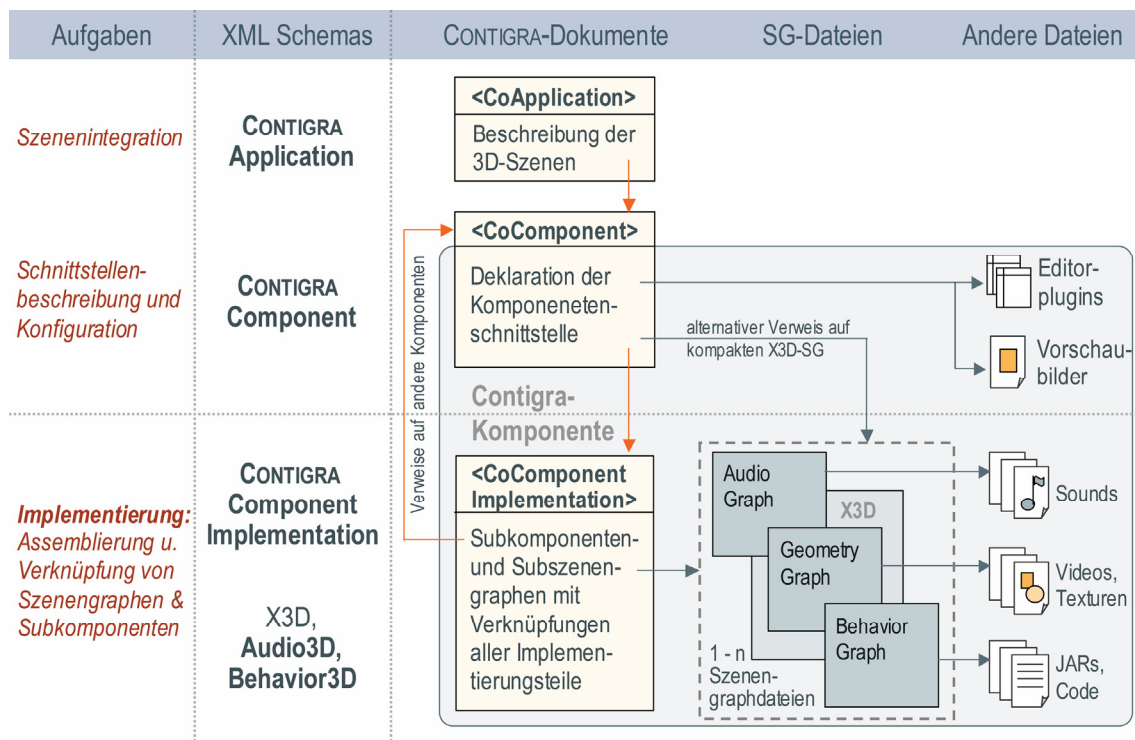 Aufgaben
XML Schemas
CONTIGRA-Dokumente
SG-Dateien
Andere Dateien
Szenenintegration
CONTIGRA
Application
<CoApplication>
Beschreibung der
3D-Szenen
Schnittstellen-
beschreibung und
Konfiguration
CONTIGRA
Component
<CoComponent>
Deklaration der
Komponeneten-
schnittstelle
alternativer Verweis auf
kompakten X3D-SG
Editor-
plugins
Vorschau-
bilder
Verweise auf andere Komponenten
Contigra-
Komponente
Implementierung:
Assemblierung u.
Verknüpfung von
Szenengraphen &
Subkomponenten
CONTIGRA
Component
Implementation
X3D,
Audio3D,
Behavior3D
<CoComponent
Implementation>
Subkomponenten-
und Subszenen-
graphen mit
Verknüpfungen
aller Implemen-
tierungsteile
Audio
Graph
X3D
Geometry
Graph
Behavior
Graph
1 - n
Szenen-
graphdateien
Sounds
Videos,
Texturen
JARs,
Code